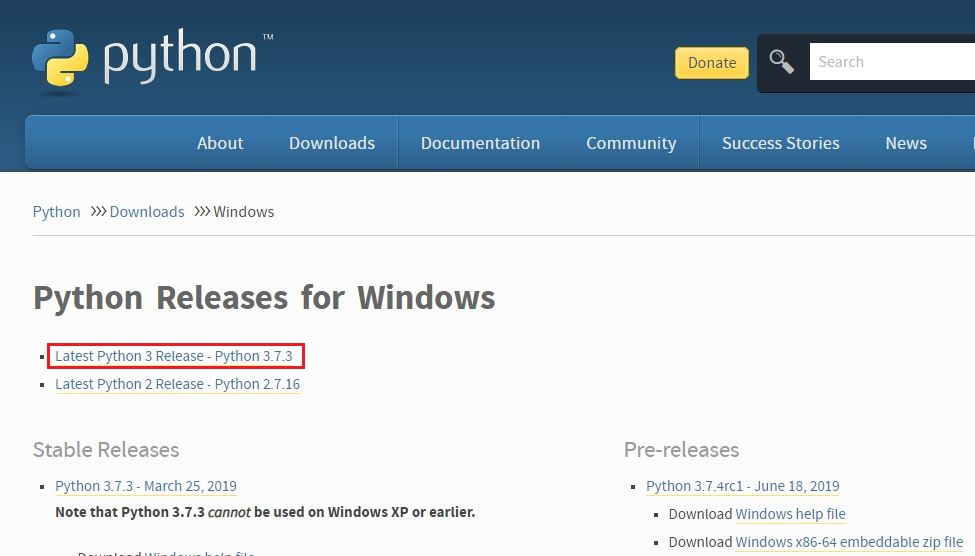 python™
Donate
Search
About Downloads Documentation Community Success Stories News
Python >>> Downloads >>> Windows
Python Releases for Windows
Latest Python 3 Release - Python 3.7.3
Latest Python 2 Release - Python 2.7.16
Stable Releases
Python 3.7.3 - March 25, 2019
Note that Python 3.7.3 cannot be used on Windows XP or earlier.
Download Windows help file
Pre-releases
Python 3.7.4rc1 - June 18, 2019
Download Windows help file
Download Windows x86-64 embeddable zip file